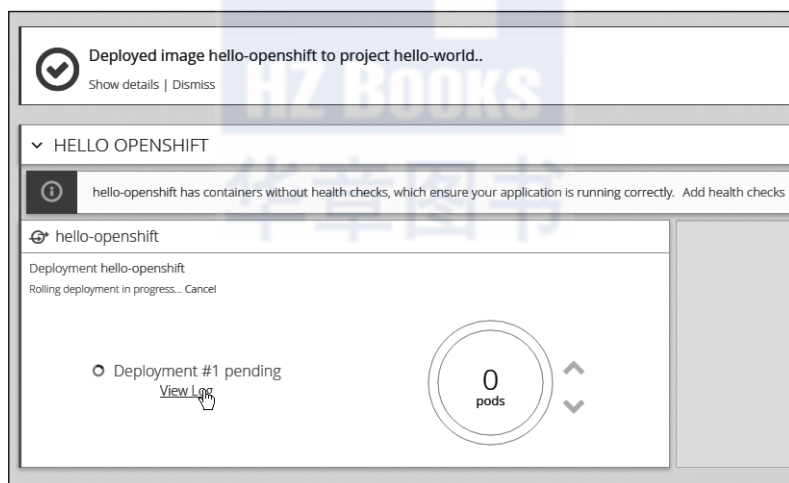 Deployed image hello-openshift to project hello-world..
Show details | Dismiss
HZ BOOKS
HELLO OPENSHIFT
hello-openshift has containers without health checks, which ensure your application is running correctly. Add health checks
华章图书
hello-openshift
Deployment hello-openshift
Rolling deployment in progress... Cancel
Deployment #1 pending
View Log
0
pods